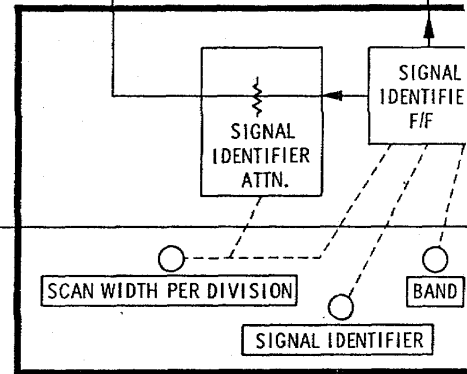 SIGNAL
IDENTIFIE
F/F
SIGNAL
IDENTIFIER
ATTN.
SCAN WIDTH PER DIVISION
BAND
SIGNAL IDENTIFIER